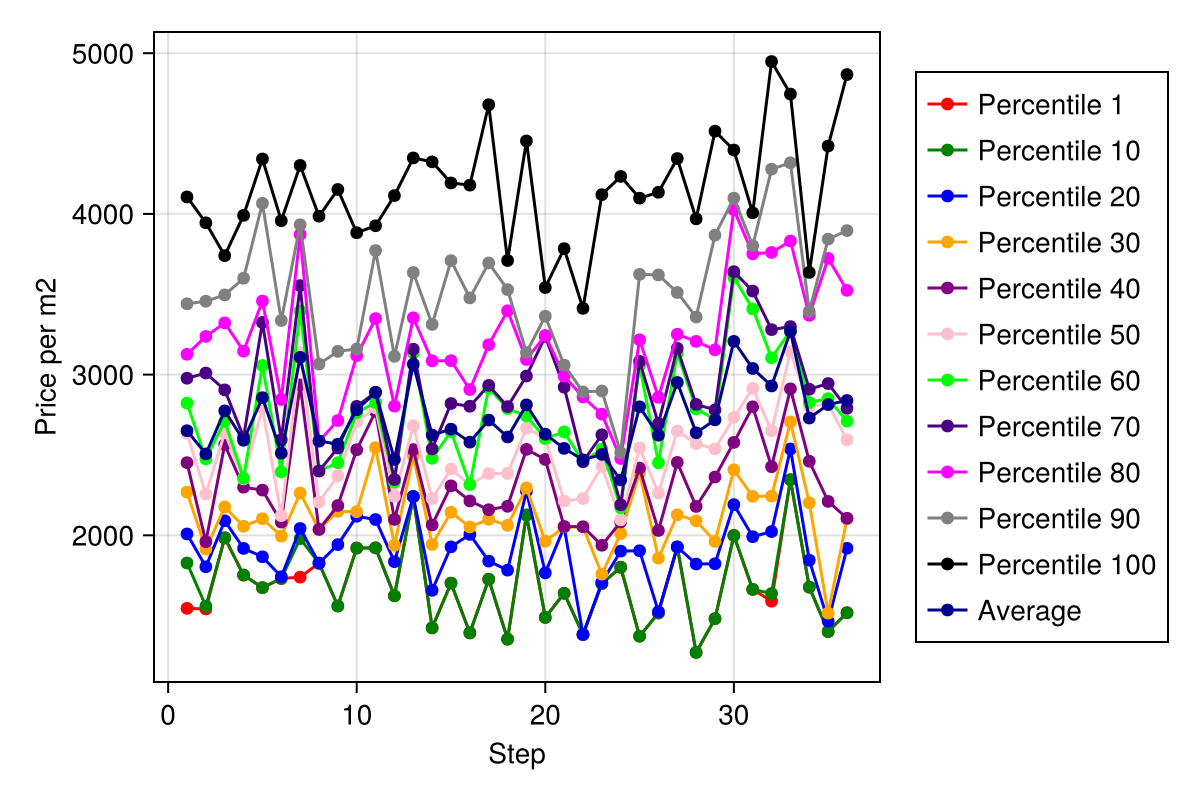 5000
4000
3000
2000
Price per m2
0 10 20 30
Step
Percentile 1
Percentile 10
Percentile 20
Percentile 30
Percentile 40
Percentile 50
Percentile 60
Percentile 70
Percentile 80
Percentile 90
Percentile 100
Average